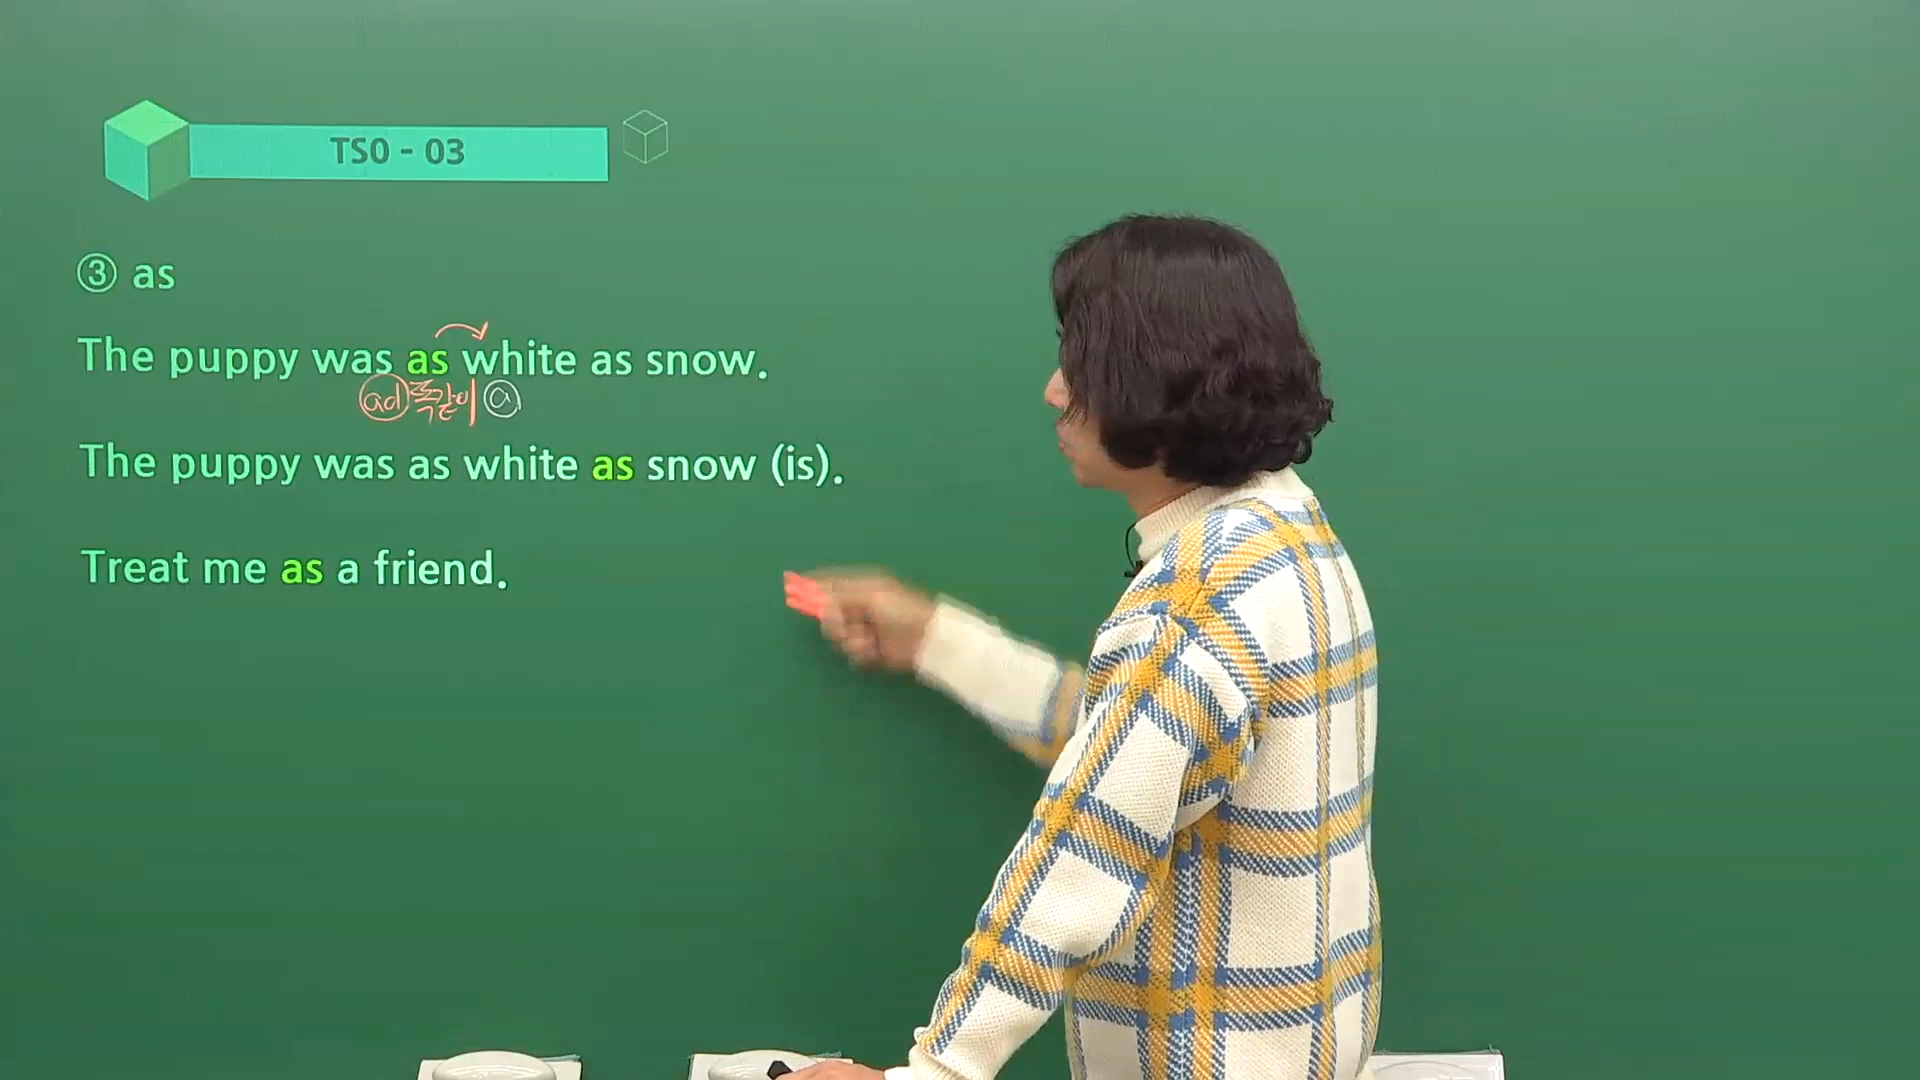 TS0 - 03
③ as
The puppy was as white as snow.
ad 똑같이 a
The puppy was as white as snow (is).
Treat me as a friend.